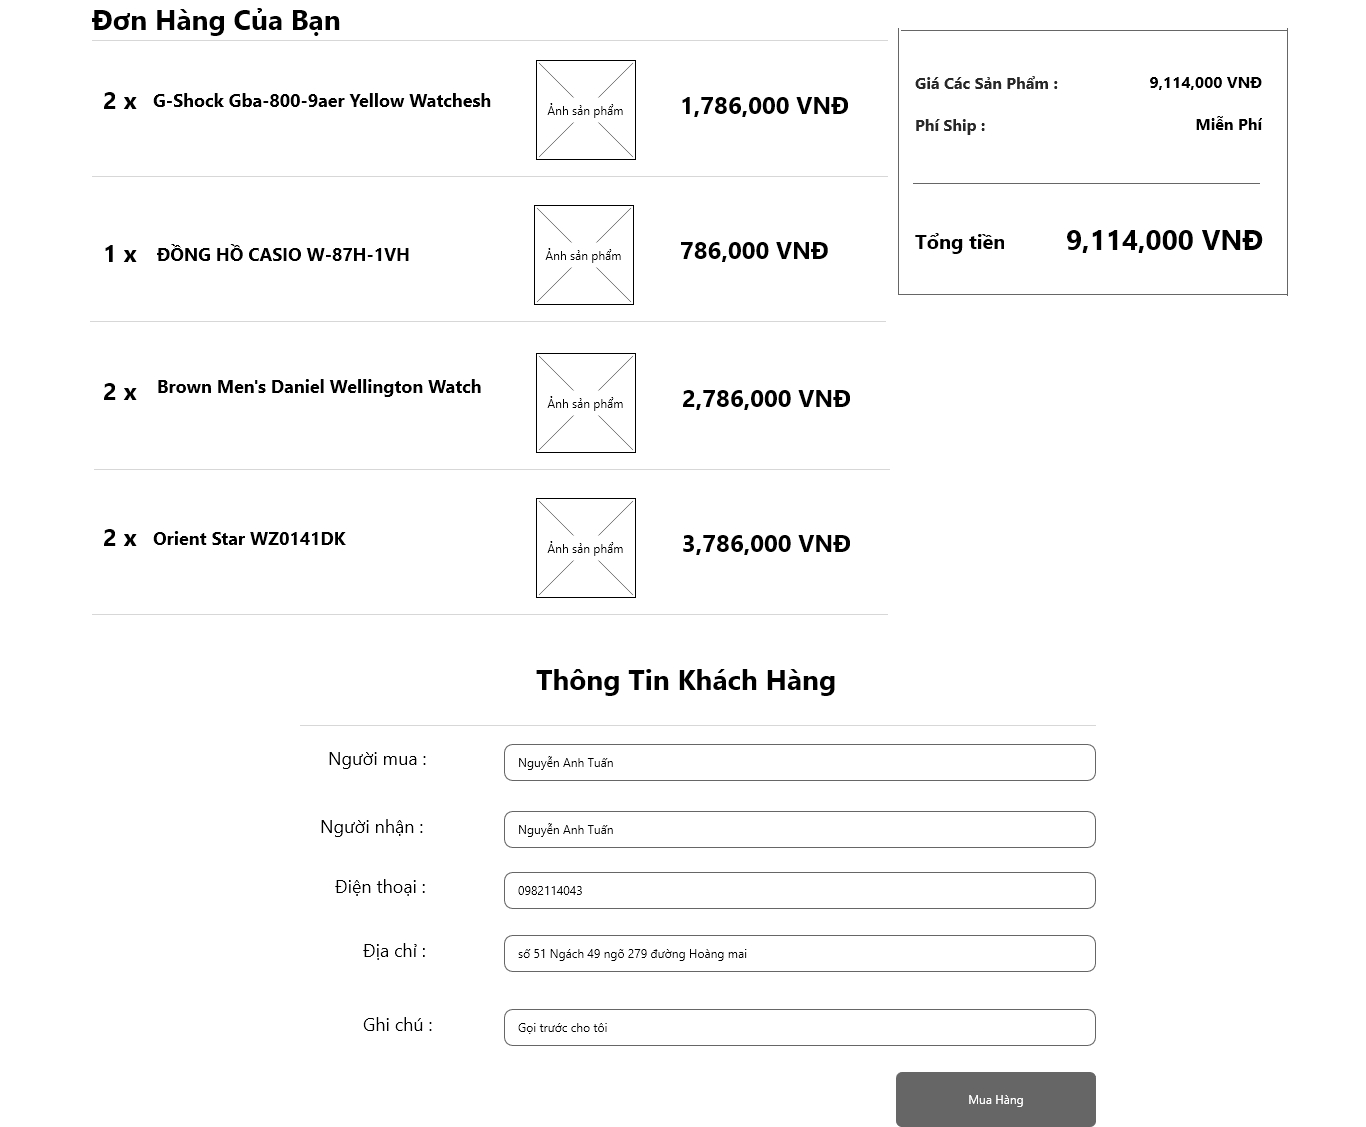 Đơn Hàng Của Bạn
2 x G-Shock Gba-800-9aer Yellow Watchesh Ảnh sản phẩm 1,786,000 VNĐ
1 x ĐỒNG HỒ CASIO W-87H-1VH Ảnh sản phẩm 786,000 VNĐ
2 x Brown Men's Daniel Wellington Watch Ảnh sản phẩm 2,786,000 VNĐ
2 x Orient Star WZ0141DK Ảnh sản phẩm 3,786,000 VNĐ
Giá Các Sản Phẩm : 9,114,000 VNĐ
Phí Ship : Miễn Phí
Tổng tiền 9,114,000 VNĐ
Thông Tin Khách Hàng
Người mua : Nguyễn Anh Tuấn
Người nhận : Nguyễn Anh Tuấn
Điện thoại : 0982114043
Địa chỉ : số 51 Ngách 49 ngõ 279 đường Hoàng mai
Ghi chú : Gọi trước cho tôi
Mua Hàng